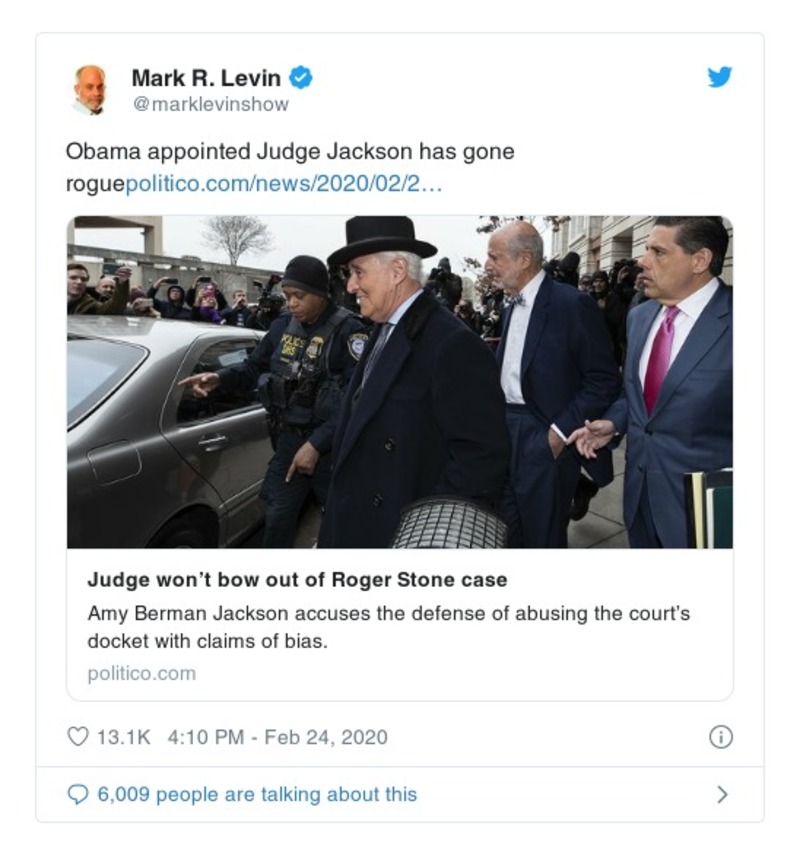 Mark R. Levin
@marklevinshow
Obama appointed Judge Jackson has gone
roguepolitico.com/news/2020/02/2…
POLICE
Judge won’t bow out of Roger Stone case
Amy Berman Jackson accuses the defense of abusing the court’s
docket with claims of bias.
politico.com
13.1K 4:10 PM - Feb 24, 2020
6,009 people are talking about this